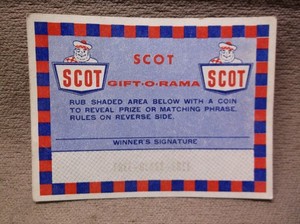 SCOT
SCOT
SCOT
GIFT-O-RAMA
RUB SHADED AREA BELOW WITH A COIN
TO REVEAL PRIZE OR MATCHING PHRASE.
RULES ON REVERSE SIDE.
WINNER'S SIGNATURE